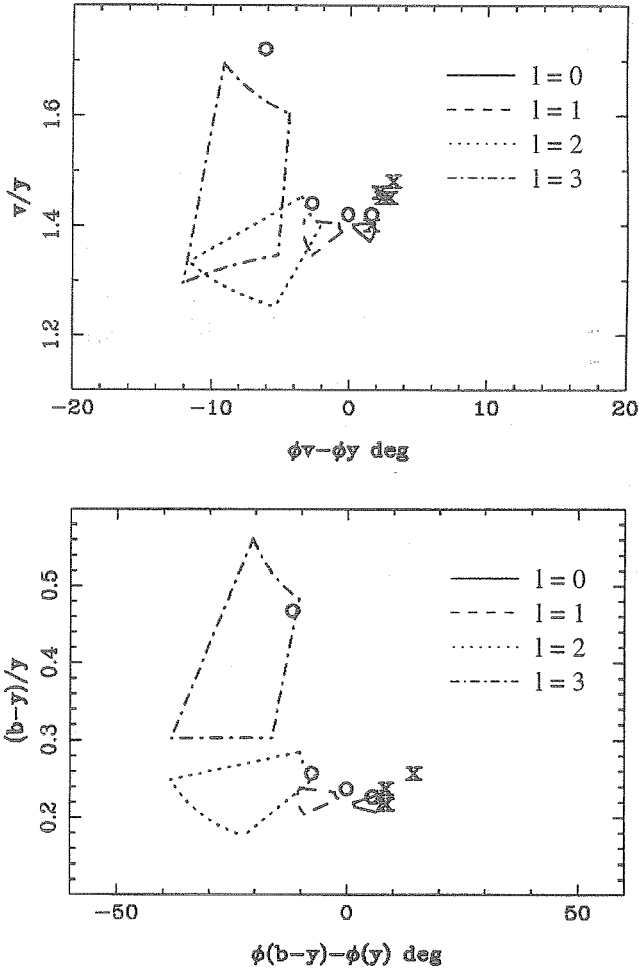 v/y
1.6
1.4
1.2
l = 0
l = 1
l = 2
l = 3
-20
-10
0
10
20
ϕv-ϕy deg
(b-y)/y
0.5
0.4
0.3
0.2
l = 0
l = 1
l = 2
l = 3
-50
0
50
ϕ(b-y)-ϕ(y) deg